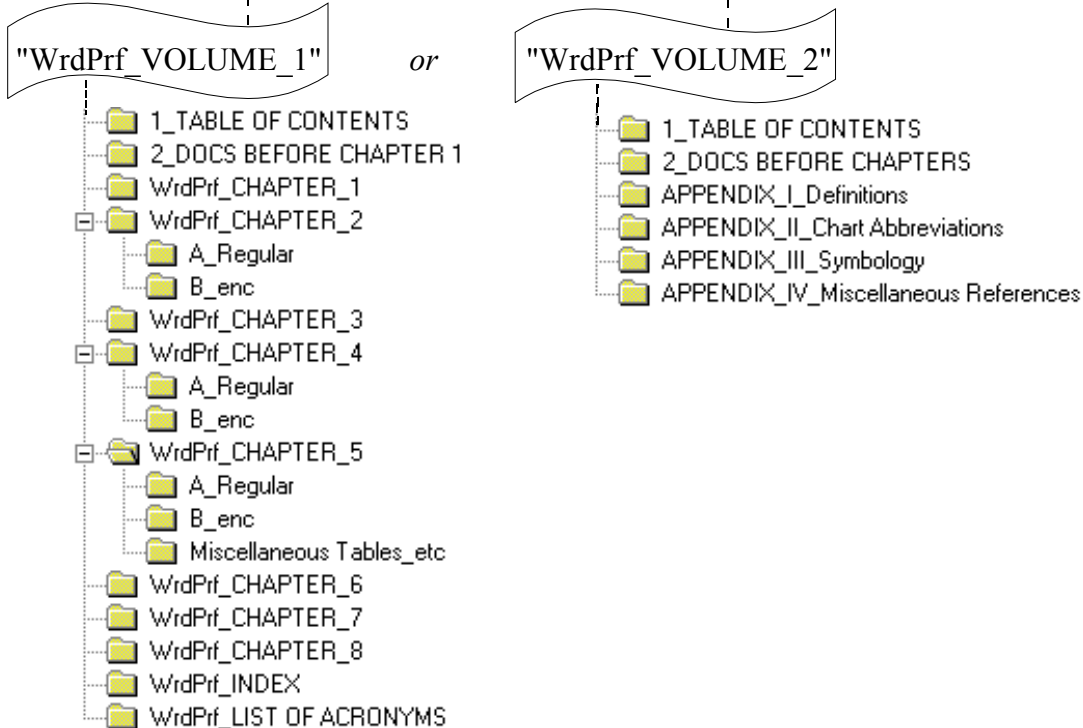 "WrdPrf_VOLUME_1"
or
"WrdPrf_VOLUME_2"
1_TABLE OF CONTENTS
2_DOCS BEFORE CHAPTER 1
WrdPrf_CHAPTER_1
WrdPrf_CHAPTER_2
A_Regular
B_enc
WrdPrf_CHAPTER_3
WrdPrf_CHAPTER_4
A_Regular
B_enc
WrdPrf_CHAPTER_5
A_Regular
B_enc
Miscellaneous Tables_etc
WrdPrf_CHAPTER_6
WrdPrf_CHAPTER_7
WrdPrf_CHAPTER_8
WrdPrf_INDEX
WrdPrf_LIST OF ACRONYMS
1_TABLE OF CONTENTS
2_DOCS BEFORE CHAPTERS
APPENDIX_I_Definitions
APPENDIX_II_Chart Abbreviations
APPENDIX_III_Symbology
APPENDIX_IV_Miscellaneous References